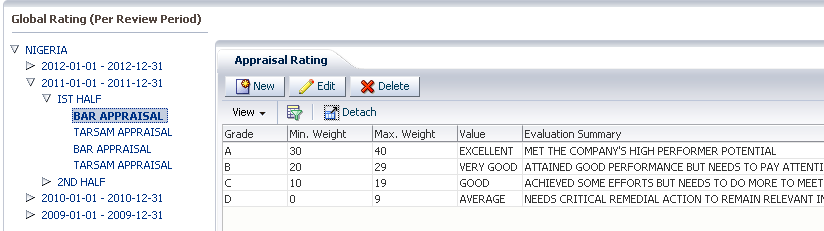 Global Rating (Per Review Period)
NIGERIA
2012-01-01 - 2012-12-31
2011-01-01 - 2011-12-31
IST HALF
BAR APPRAISAL
TARSAM APPRAISAL
BAR APPRAISAL
TARSAM APPRAISAL
2ND HALF
2010-01-01 - 2010-12-31
2009-01-01 - 2009-12-31
Appraisal Rating
New Edit Delete
View Detach
Grade Min. Weight Max. Weight Value Evaluation Summary
A 30 40 EXCELLENT MET THE COMPANY'S HIGH PERFORMER POTENTIAL
B 20 29 VERY GOOD ATTAINED GOOD PERFORMANCE BUT NEEDS TO PAY ATTENTI
C 10 19 GOOD ACHIEVED SOME EFFORTS BUT NEEDS TO DO MORE TO MEET
D 0 9 AVERAGE NEEDS CRITICAL REMEDIAL ACTION TO REMAIN RELEVANT IN